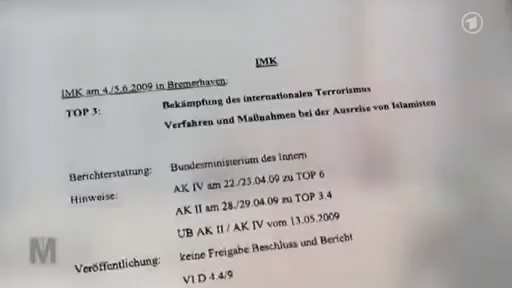 IMK
IMK am 4./5.6.2009 in Bremerhaven:
TOP 3: Bekämpfung des internationalen Terrorismus
Verfahren und Maßnahmen bei der Ausreise von Islamisten
Berichterstattung: Bundesministerium des Innern
Hinweise: AK IV am 22./23.04.09 zu TOP 6
AK II am 28./29.04.09 zu TOP 3.4
UB AK II / AK IV vom 13.05.2009
Veröffentlichung: keine Freigabe Beschluss und Bericht
VI D 4.4/9
M
1